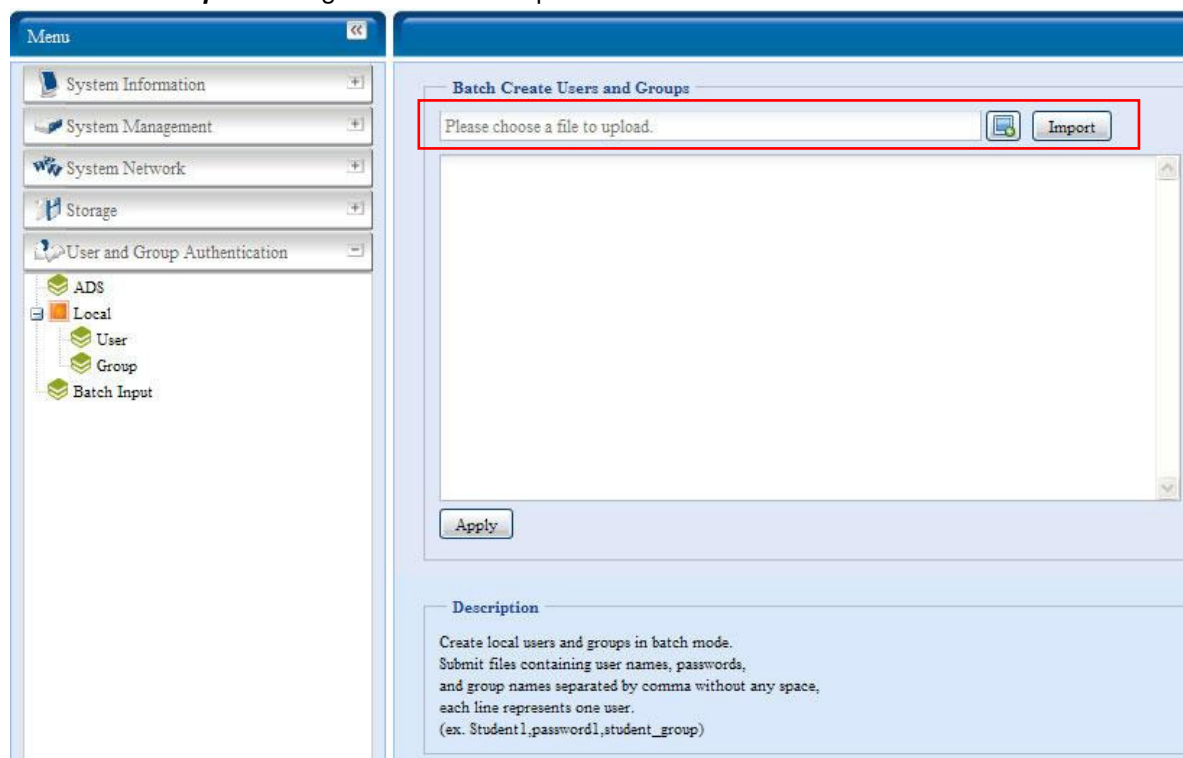 Menu
System Information
System Management
System Network
Storage
User and Group Authentication
ADS
Local
User
Group
Batch Input
Batch Create Users and Groups
Please choose a file to upload.
Import
Apply
Description
Create local users and groups in batch mode.
Submit files containing user names, passwords,
and group names separated by comma without any space,
each line represents one user.
(ex. Student1,password1,student_group)